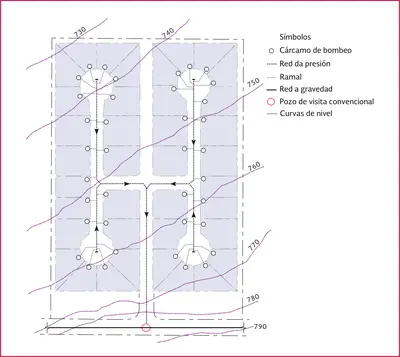 730
740
750
760
770
780
790
Símbolos
Cárcamo de bombeo
Red da presión
Ramal
Red a gravedad
Pozo de visita convencional
Curvas de nivel